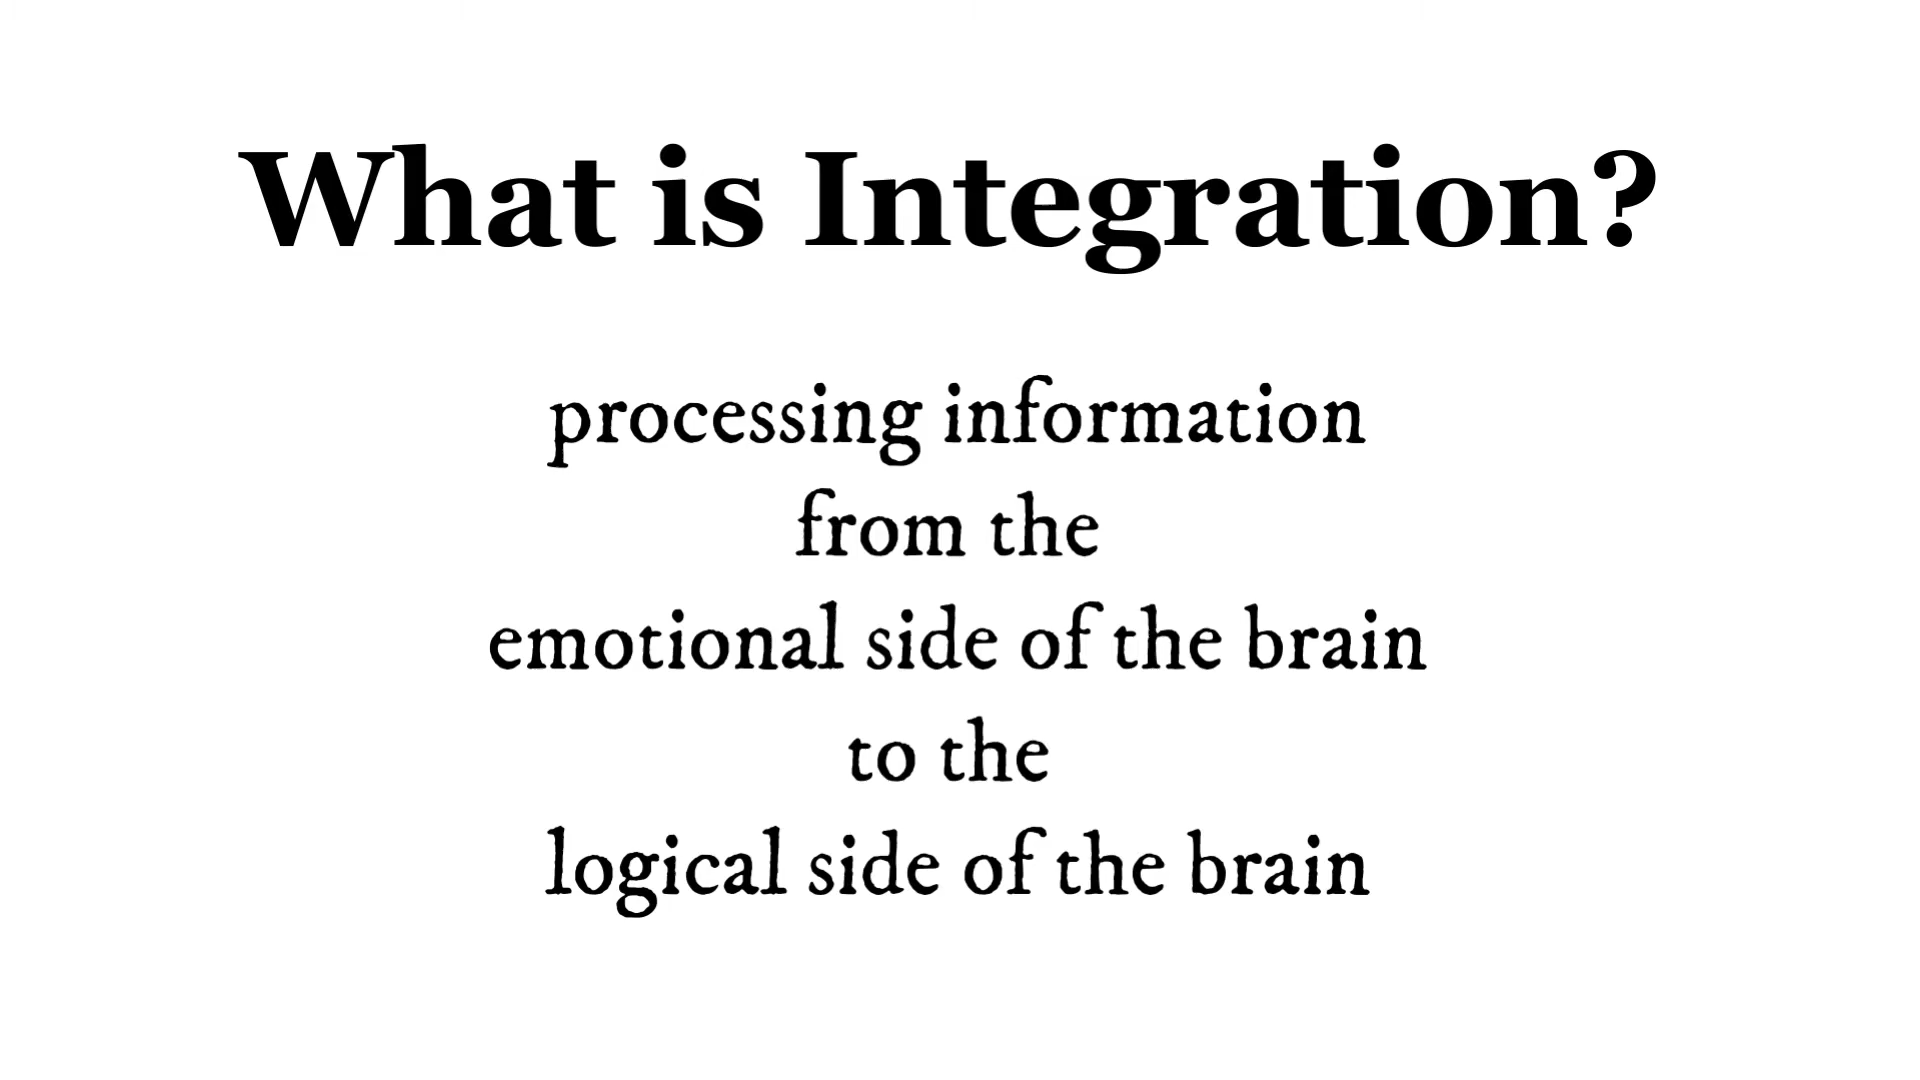 What is Integration?
processing information
from the
emotional side of the brain
to the
logical side of the brain